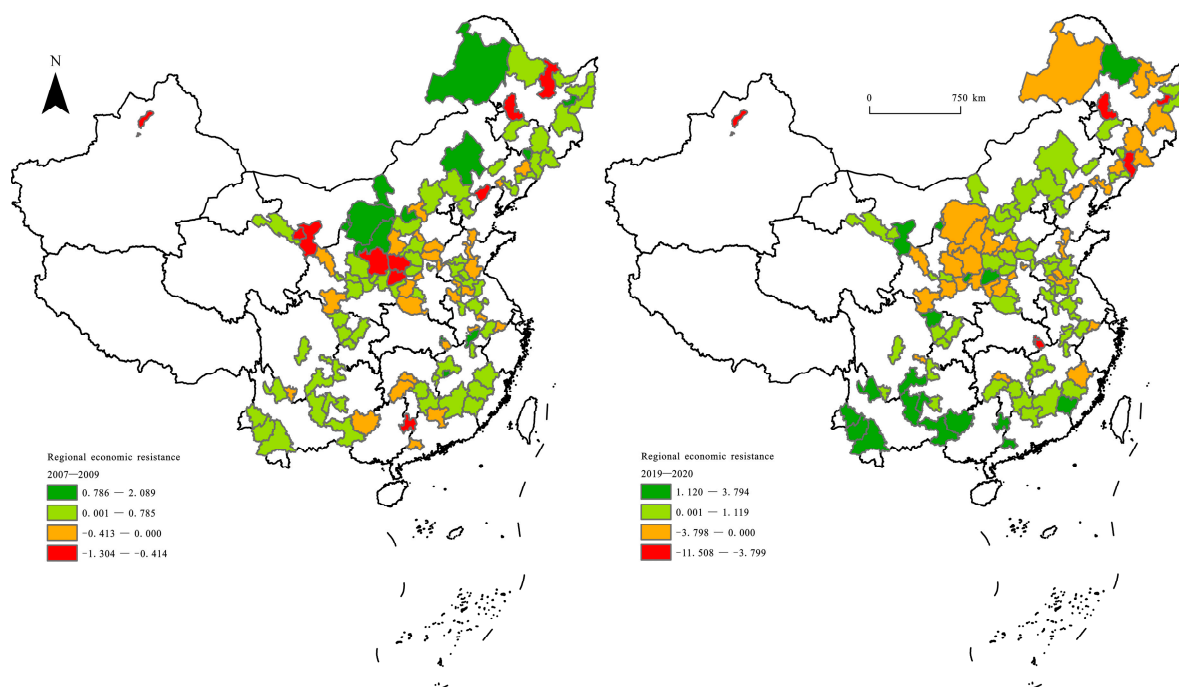 N
0 750 km
Regional economic resistance
2007—2009
0.786 — 2.089
0.001 — 0.785
-0.413 — 0.000
-1.304 — -0.414
Regional economic resistance
2019—2020
1.120 — 3.794
0.001 — 1.119
-3.798 — 0.000
-11.508 — -3.799